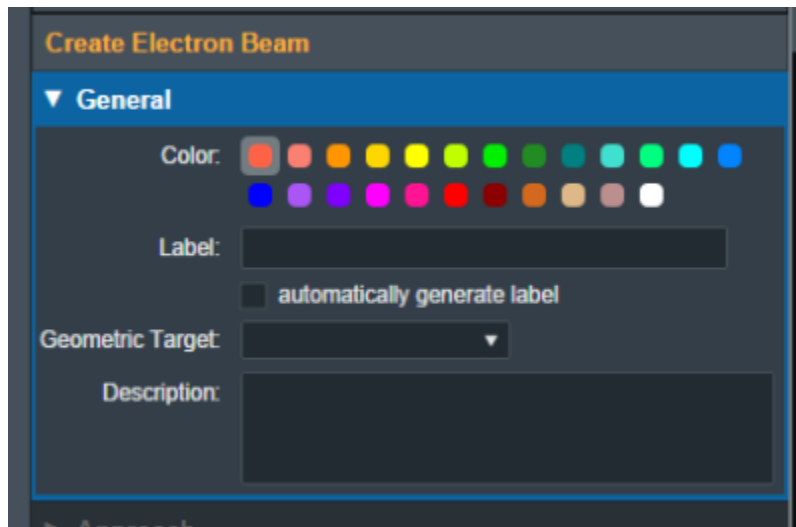 Create Electron Beam
▼ General
Color:
Label:
automatically generate label
Geometric Target:
Description: